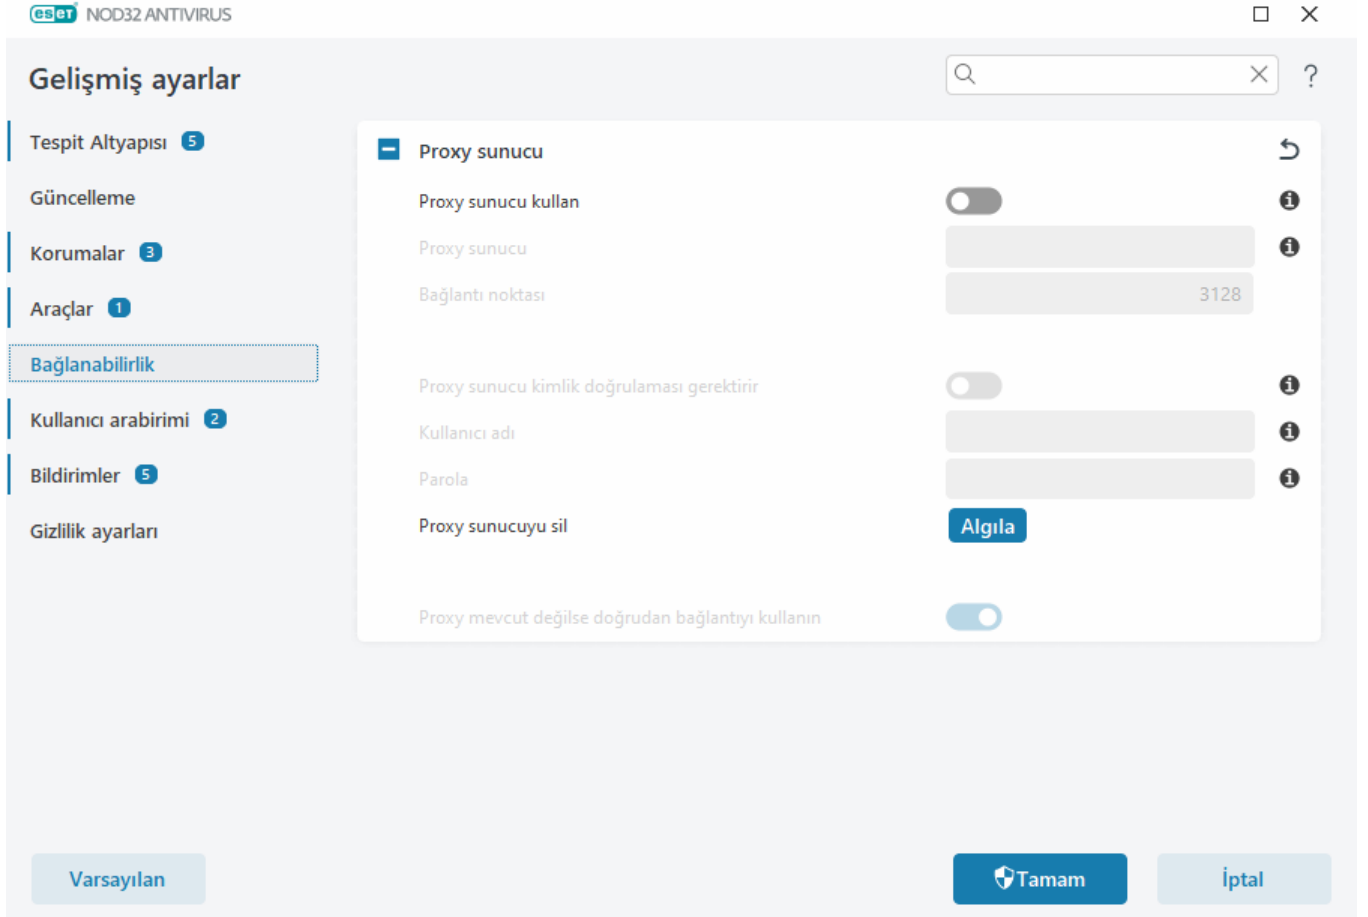 eset NOD32 ANTIVIRUS
Gelişmiş ayarlar
?
Tespit Altyapısı 5
Güncelleme
Korumalar 3
Araçlar 1
Bağlanabilirlik
Kullanıcı arabirimi 2
Bildirimler 5
Gizlilik ayarları
Proxy sunucu
Proxy sunucu kullan
Proxy sunucu
Bağlantı noktası 3128
Proxy sunucu kimlik doğrulaması gerektirir
Kullanıcı adı
Parola
Proxy sunucuyu sil Algıla
Proxy mevcut değilse doğrudan bağlantıyı kullanın
Varsayılan Tamam İptal